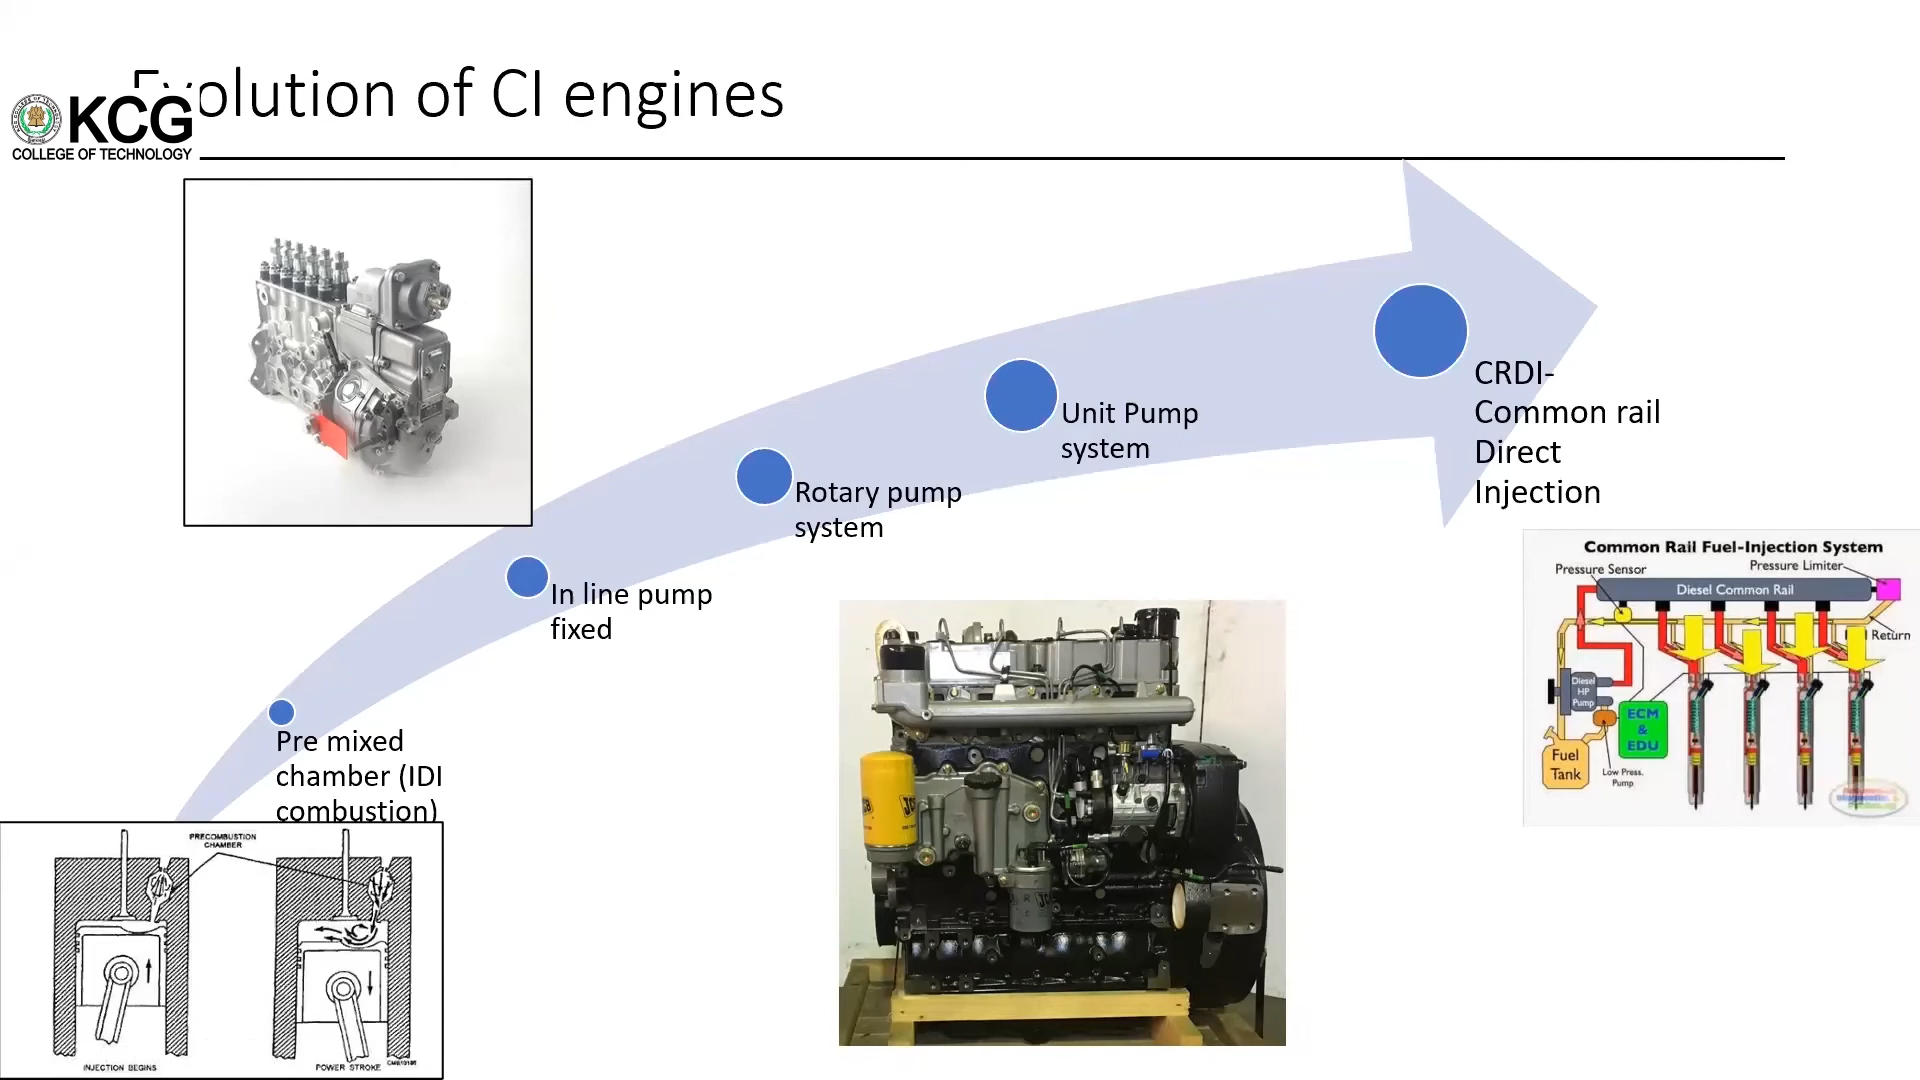 Evolution of CI engines
KCG
COLLEGE OF TECHNOLOGY
CRDI-
Common rail
Direct
Injection
Unit Pump
system
Rotary pump
system
In line pump
fixed
Pre mixed
chamber (IDI
combustion)
PRECOMBUSTION
CHAMBER
INJECTION BEGINS
POWER STROKE
Common Rail Fuel-Injection System
Pressure Sensor
Pressure Limiter
Diesel Common Rail
Return
Diesel
HP
Pump
ECM
&
EDU
Fuel
Tank
Low Press.
Pump
JCB